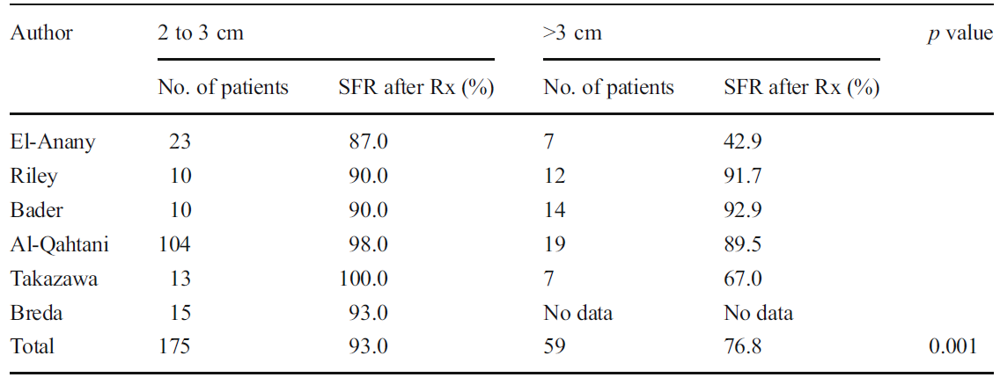 Author 2 to 3 cm >3 cm p value
No. of patients SFR after Rx (%) No. of patients SFR after Rx (%)
El-Anany 23 87.0 7 42.9
Riley 10 90.0 12 91.7
Bader 10 90.0 14 92.9
Al-Qahtani 104 98.0 19 89.5
Takazawa 13 100.0 7 67.0
Breda 15 93.0 No data No data
Total 175 93.0 59 76.8 0.001